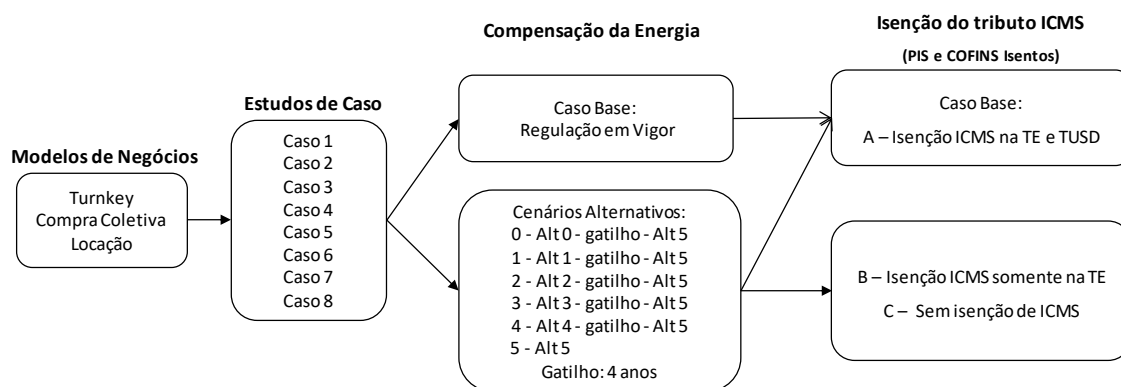 Modelos de Negócios
Turnkey
Compra Coletiva
Locação
Estudos de Caso
Caso 1
Caso 2
Caso 3
Caso 4
Caso 5
Caso 6
Caso 7
Caso 8
Compensação da Energia
Caso Base:
Regulação em Vigor
Cenários Alternativos:
0 - Alt 0 - gatilho - Alt 5
1 - Alt 1 - gatilho - Alt 5
2 - Alt 2 - gatilho - Alt 5
3 - Alt 3 - gatilho - Alt 5
4 - Alt 4 - gatilho - Alt 5
5 - Alt 5
Gatilho: 4 anos
Isenção do tributo ICMS
(PIS e COFINS Isentos)
Caso Base:
A – Isenção ICMS na TE e TUSD
B – Isenção ICMS somente na TE
C – Sem isenção de ICMS